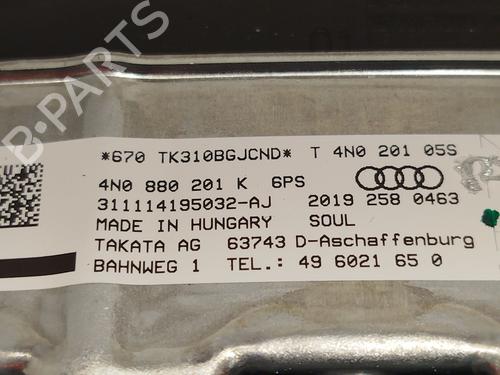 *670 TK310BGJCND* T 4N0 201 05S
4N0 880 201 K 6PS
311114195032-AJ 2019 258 0463
MADE IN HUNGARY SOUL
TAKATA AG 63743 D-Aschaffenburg
BAHNWEG 1 TEL.: 49 6021 65 0
B-PARTS